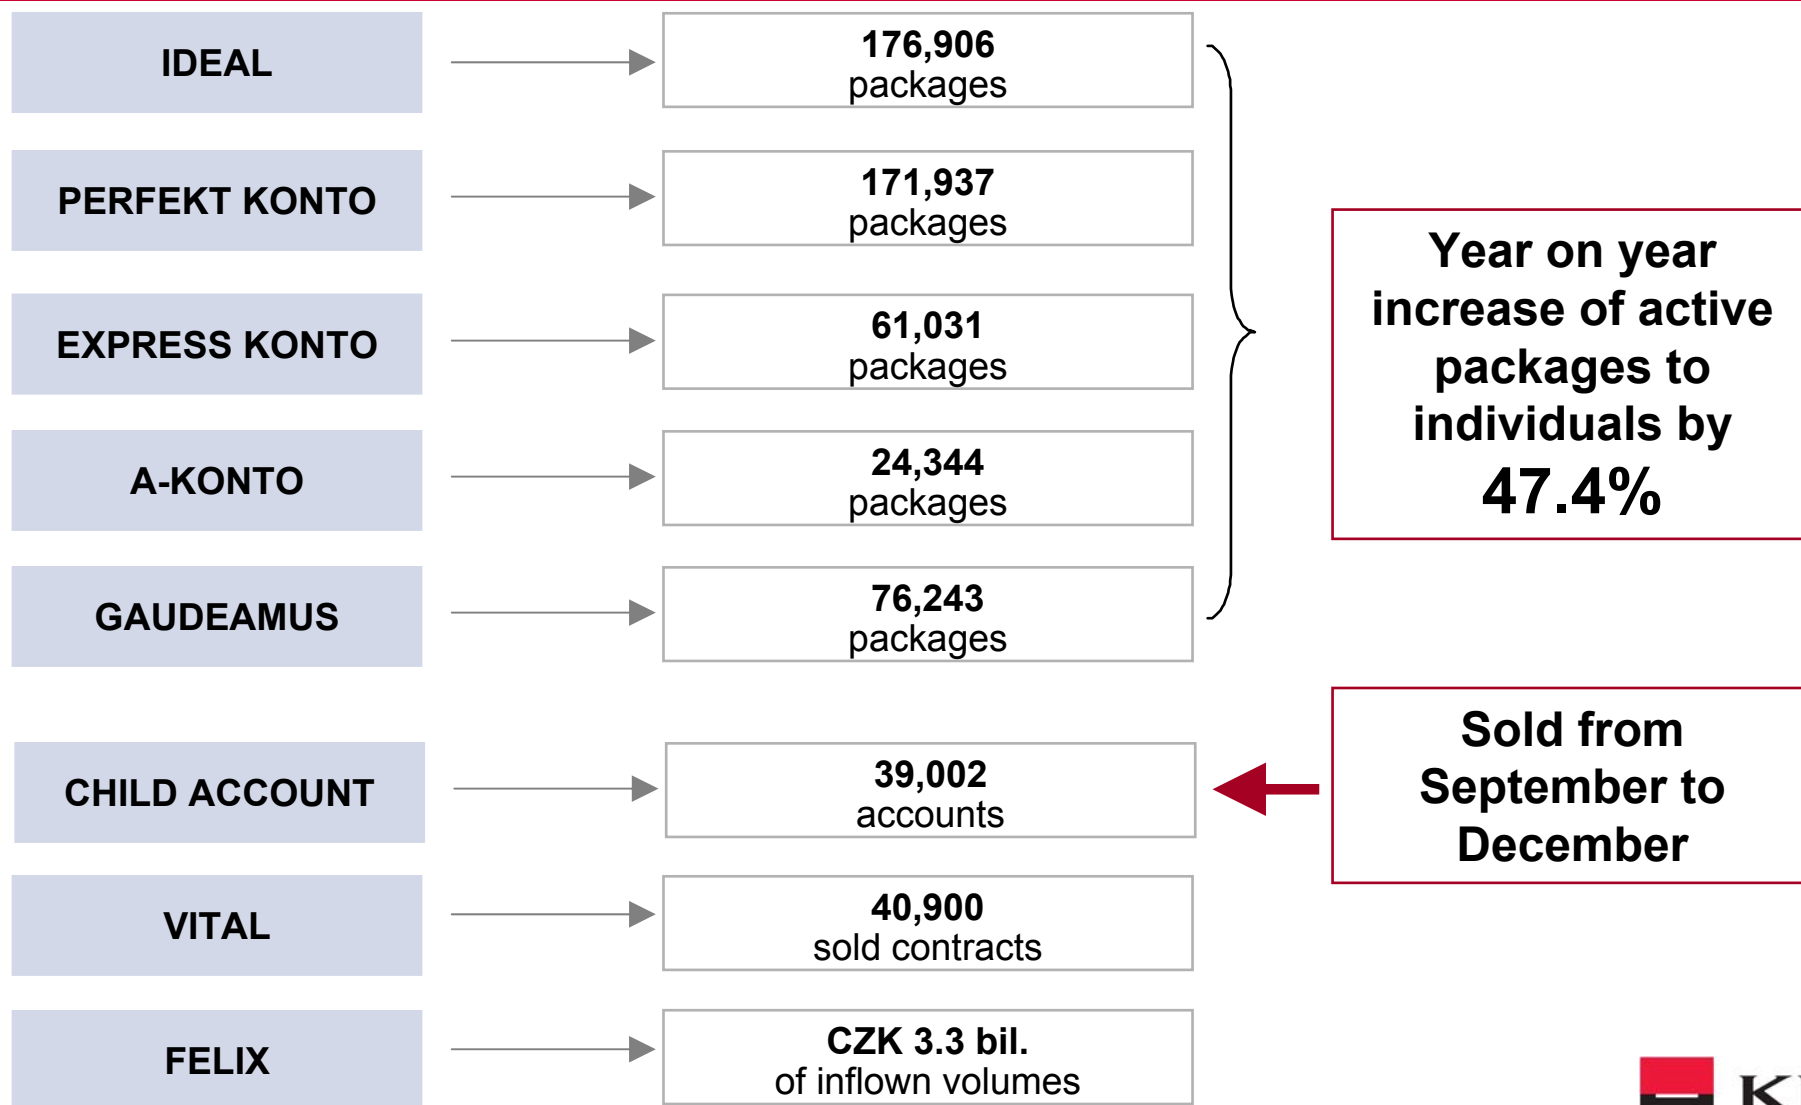 IDEAL
176,906
packages
PERFEKT KONTO
171,937
packages
EXPRESS KONTO
61,031
packages
A-KONTO
24,344
packages
GAUDEAMUS
76,243
packages
Year on year
increase of active
packages to
individuals by
47.4%
CHILD ACCOUNT
39,002
accounts
Sold from
September to
December
VITAL
40,900
sold contracts
FELIX
CZK 3.3 bil.
of inflown volumes